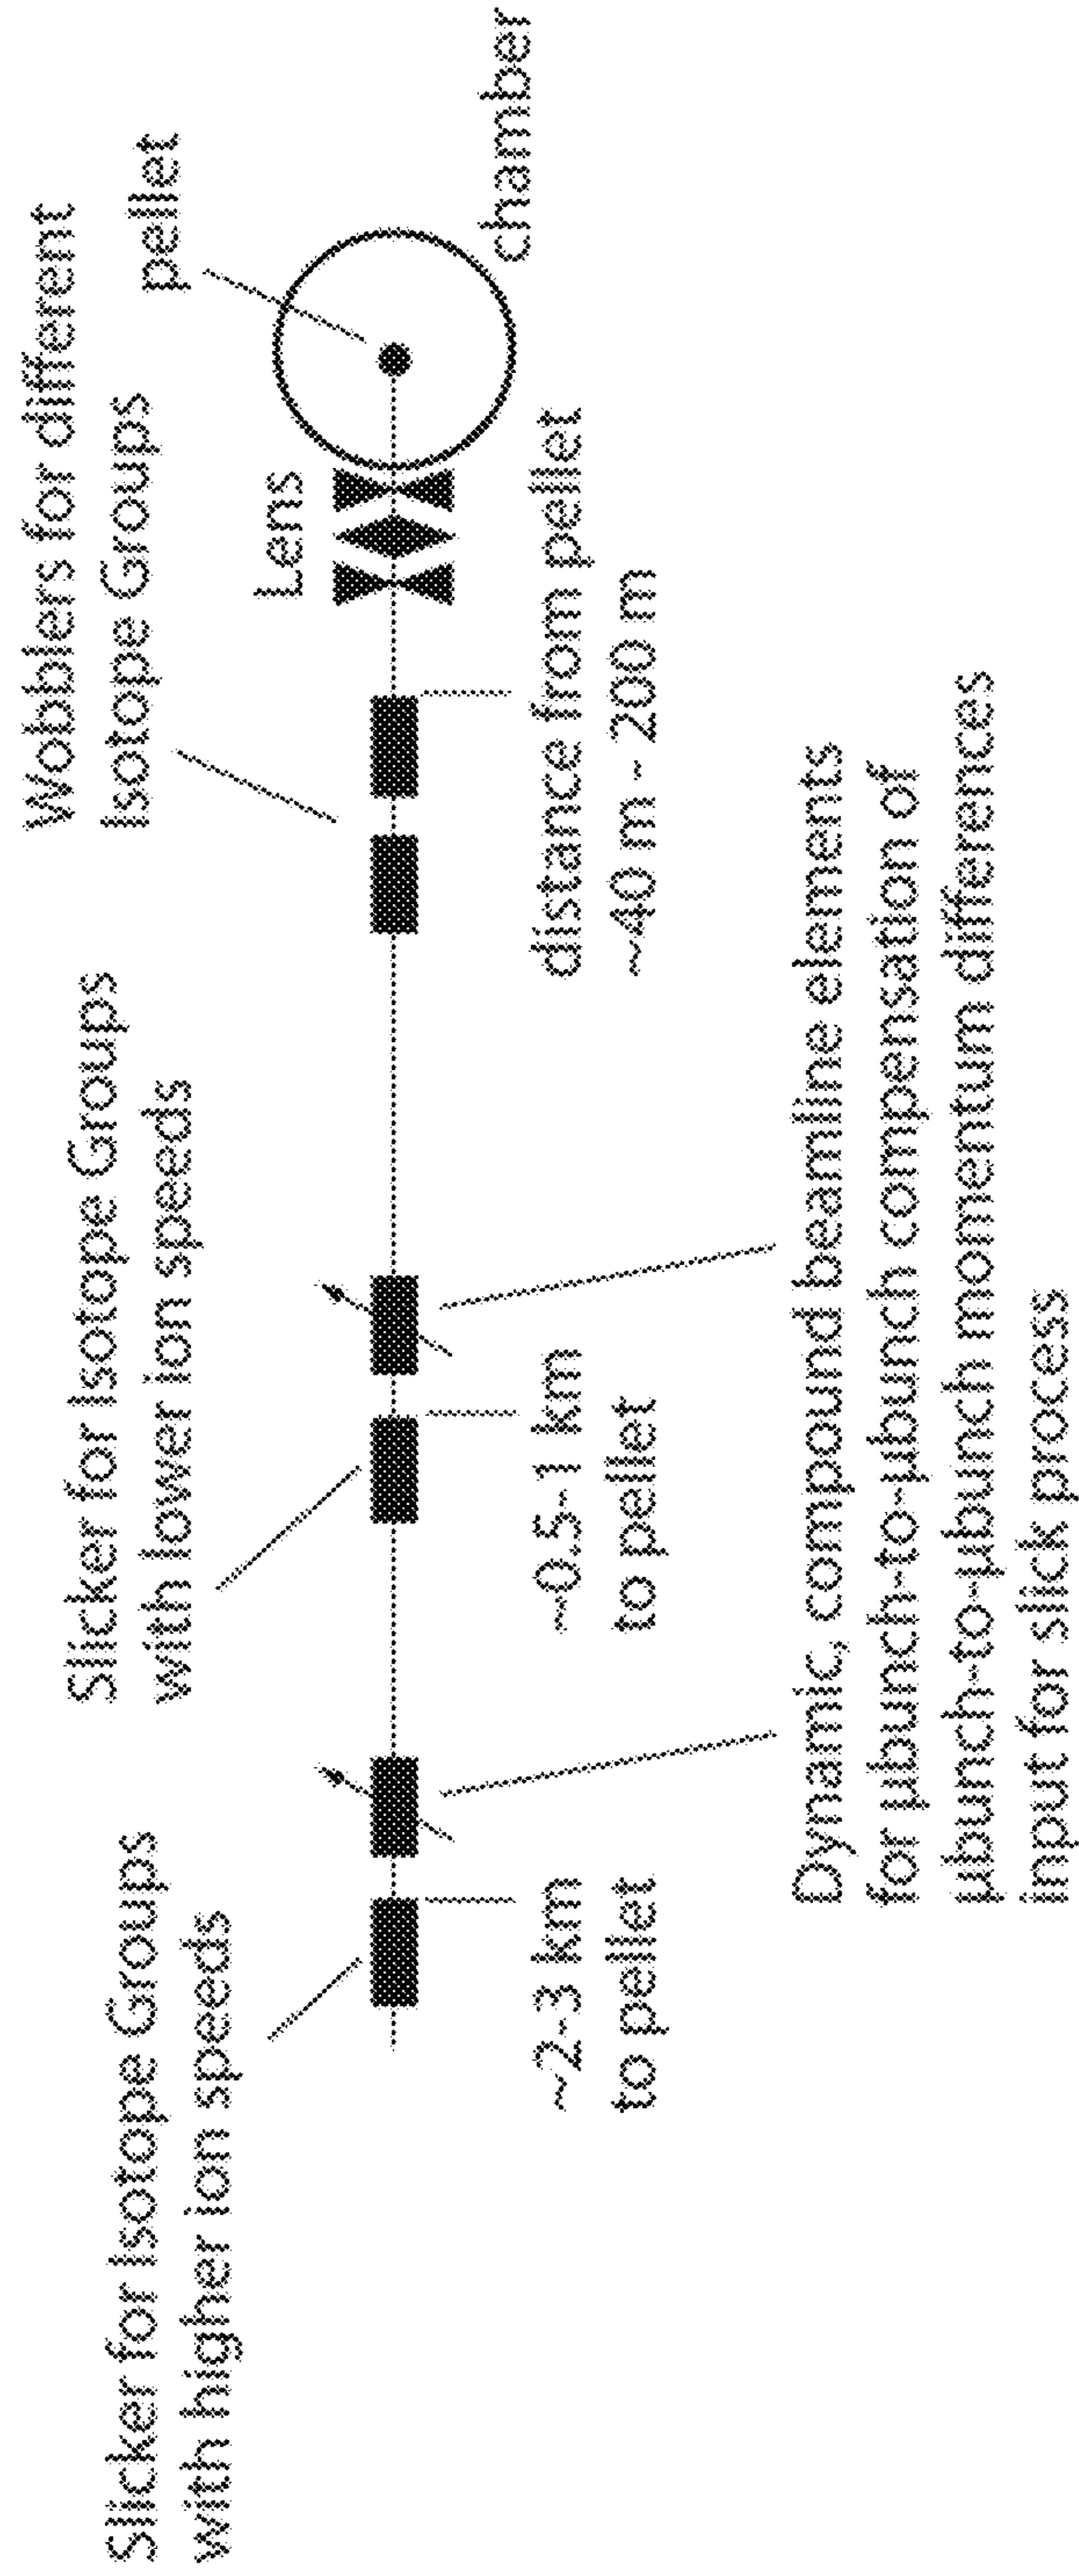 Slicker for Isotope Groups
with higher ion speeds
Slicker for Isotope Groups
with lower ion speeds
Wobblers for different
Isotope Groups
pellet
Lens
chamber
~2-3 km
to pellet
~0.5-1 km
to pellet
distance from pellet
~40 m - 200 m
Dynamic, compound beamline elements
for µbunch-to-µbunch compensation of
µbunch-to-µbunch momentum differences
input for slick process